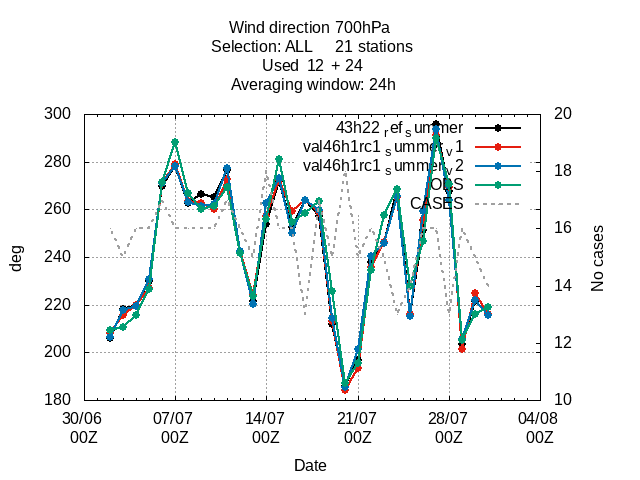 Wind direction 700hPa
Selection: ALL 21 stations
Used 12 + 24
Averaging window: 24h
300
280
260
240
220
200
180
deg
20
18
16
14
12
10
No cases
43h22 ref summer
val46h1rc1 summer v1
val46h1rc1 summer v2
OBS
CASES
30/06 07/07 14/07 21/07 28/07 04/08
00Z 00Z 00Z 00Z 00Z 00Z
Date